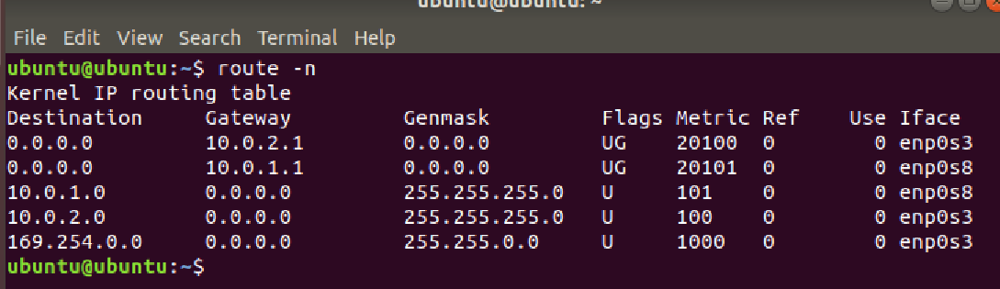 ubuntu@ubuntu: ~
File Edit View Search Terminal Help
ubuntu@ubuntu:~$ route -n
Kernel IP routing table
Destination Gateway Genmask Flags Metric Ref Use Iface
0.0.0.0 10.0.2.1 0.0.0.0 UG 20100 0 0 enp0s3
0.0.0.0 10.0.1.1 0.0.0.0 UG 20101 0 0 enp0s8
10.0.1.0 0.0.0.0 255.255.255.0 U 101 0 0 enp0s8
10.0.2.0 0.0.0.0 255.255.255.0 U 100 0 0 enp0s3
169.254.0.0 0.0.0.0 255.255.0.0 U 1000 0 0 enp0s3
ubuntu@ubuntu:~$